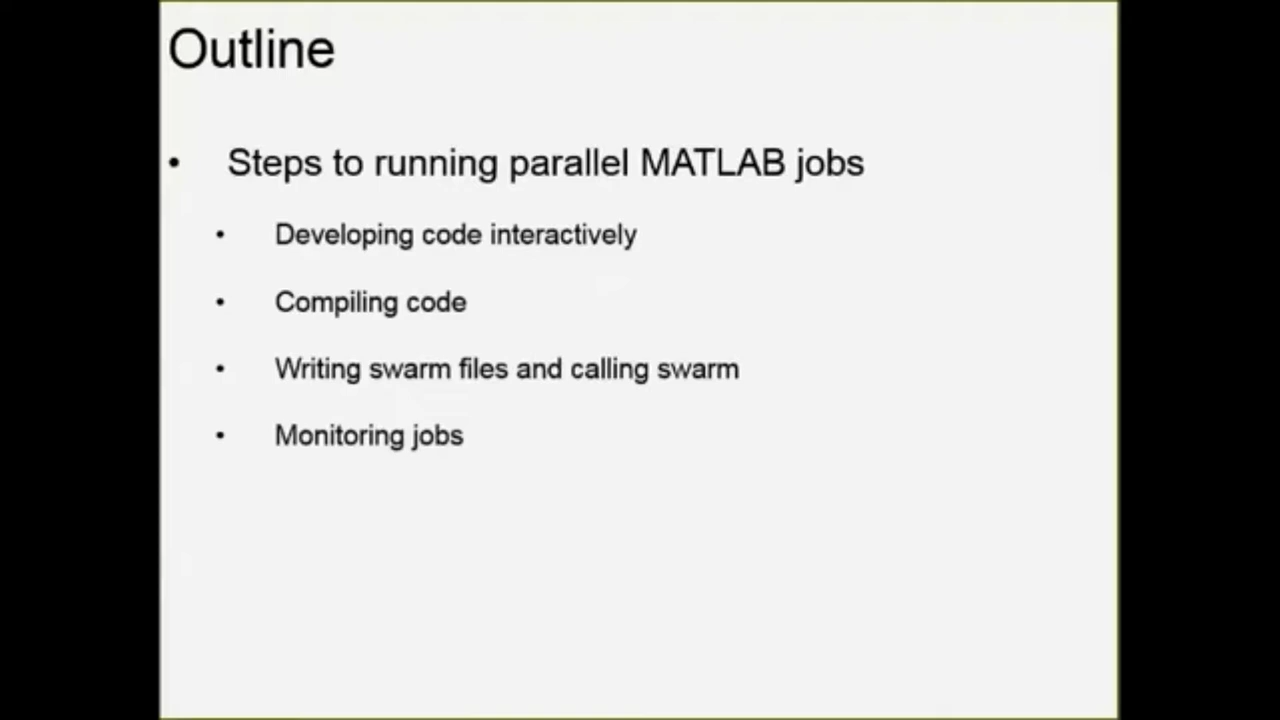 Outline
• Steps to running parallel MATLAB jobs
• Developing code interactively
• Compiling code
• Writing swarm files and calling swarm
• Monitoring jobs